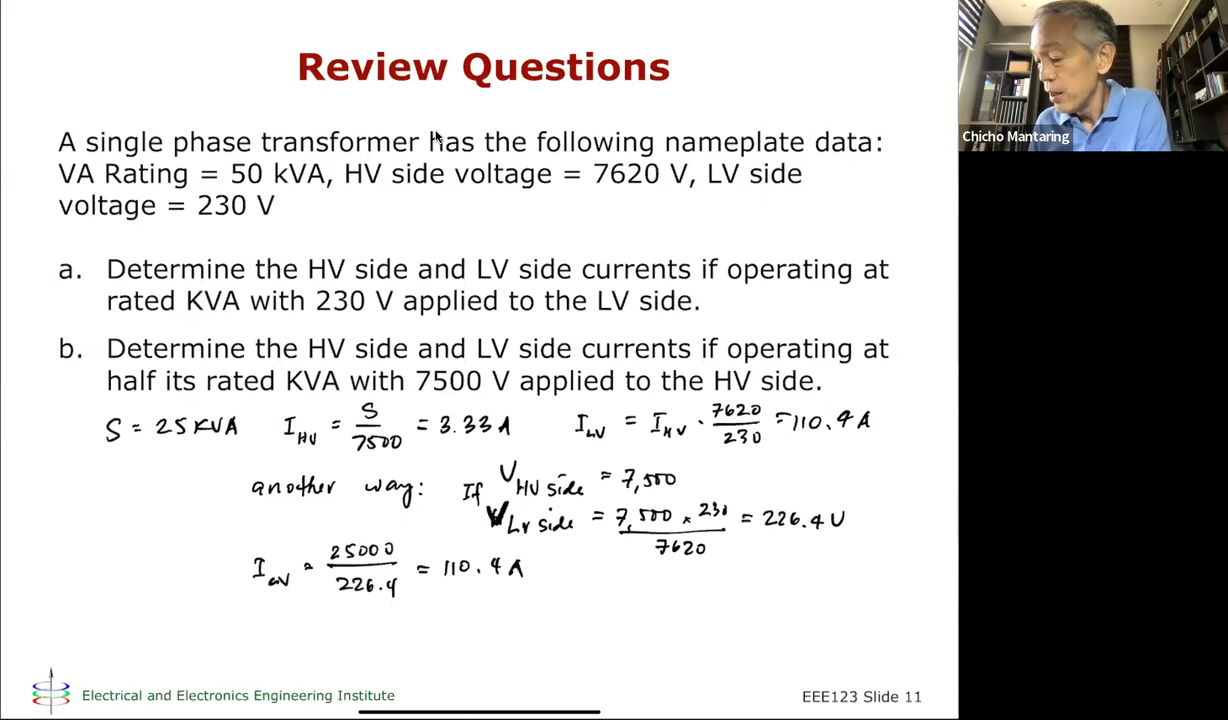 Review Questions
Chicho Mantaring
A single phase transformer has the following nameplate data:
VA Rating = 50 kVA, HV side voltage = 7620 V, LV side
voltage = 230 V
a. Determine the HV side and LV side currents if operating at
rated KVA with 230 V applied to the LV side.
b. Determine the HV side and LV side currents if operating at
half its rated KVA with 7500 V applied to the HV side.
S = 25 KVA I_HV = S/7500 = 3.33 A I_LV = I_HV · 7620/230 = 110.4 A
another way: If V_HV side = 7,500
V_LV side = 7,500 × 230 / 7620 = 226.4 V
I_LV = 25000/226.4 = 110.4 A
Electrical and Electronics Engineering Institute
EEE123 Slide 11